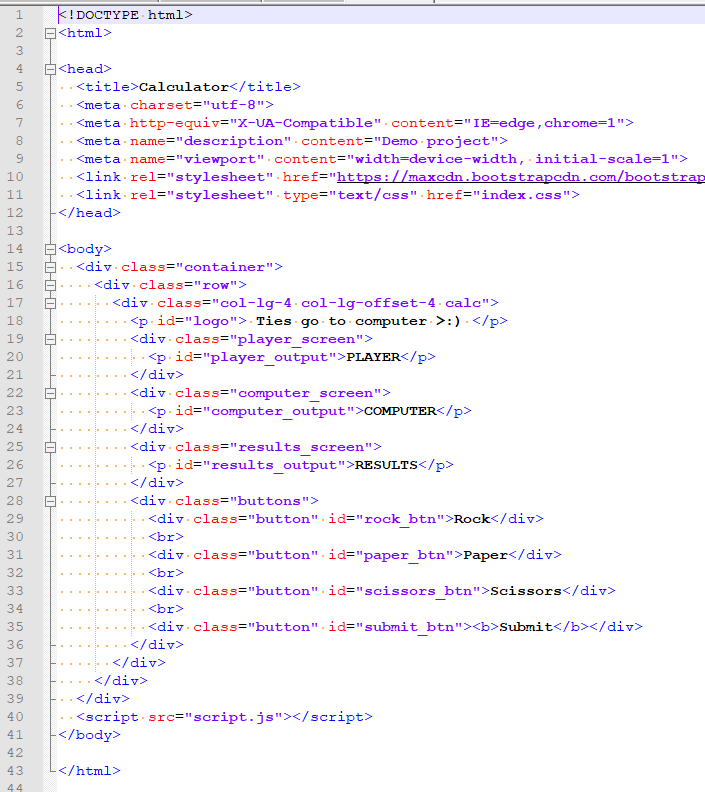 1 <!DOCTYPE html>
2 <html>
3
4 <head>
5 <title>Calculator</title>
6 <meta charset="utf-8">
7 <meta http-equiv="X-UA-Compatible" content="IE=edge,chrome=1">
8 <meta name="description" content="Demo project">
9 <meta name="viewport" content="width=device-width, initial-scale=1">
10 <link rel="stylesheet" href="https://maxcdn.bootstrapcdn.com/bootstrap
11 <link rel="stylesheet" type="text/css" href="index.css">
12 </head>
13
14 <body>
15 <div class="container">
16 <div class="row">
17 <div class="col-lg-4 col-lg-offset-4 calc">
18 <p id="logo"> Ties go to computer >:) </p>
19 <div class="player_screen">
20 <p id="player_output">PLAYER</p>
21 </div>
22 <div class="computer_screen">
23 <p id="computer_output">COMPUTER</p>
24 </div>
25 <div class="results_screen">
26 <p id="results_output">RESULTS</p>
27 </div>
28 <div class="buttons">
29 <div class="button" id="rock_btn">Rock</div>
30 <br>
31 <div class="button" id="paper_btn">Paper</div>
32 <br>
33 <div class="button" id="scissors_btn">Scissors</div>
34 <br>
35 <div class="button" id="submit_btn"><b>Submit</b></div>
36 </div>
37 </div>
38 </div>
39 </div>
40 <script src="script.js"></script>
41 </body>
42
43 </html>
44